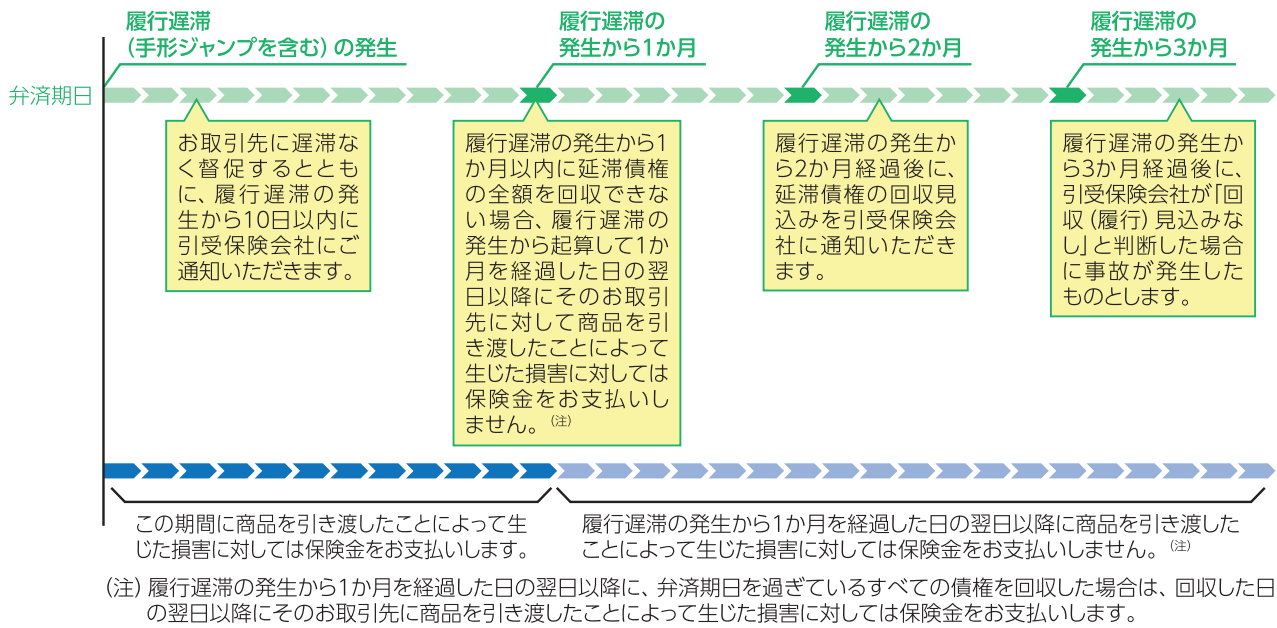 履行遅滞
（手形ジャンプを含む）の発生
履行遅滞の
発生から1か月
履行遅滞の
発生から2か月
履行遅滞の
発生から3か月
弁済期日
お取引先に遅滞な
く督促するととも
に、履行遅滞の発
生から10日以内に
引受保険会社にご
通知いただきます。
履行遅滞の発生から1
か月以内に延滞債権
の全額を回収できな
い場合、履行遅滞の
発生から起算して1か
月を経過した日の翌
日以降にそのお取引
先に対して商品を引
き渡したことによって
生じた損害に対しては
保険金をお支払いし
ません。（注）
履行遅滞の発生か
ら2か月経過後に、
延滞債権の回収見
込みを引受保険会
社に通知いただき
ます。
履行遅滞の発生か
ら3か月経過後に、
引受保険会社が「回
収（履行）見込みな
し」と判断した場合
に事故が発生した
ものとします。
この期間に商品を引き渡したことによって生
じた損害に対しては保険金をお支払いします。
履行遅滞の発生から1か月を経過した日の翌日以降に商品を引き渡した
ことによって生じた損害に対しては保険金をお支払いしません。（注）
（注）履行遅滞の発生から1か月を経過した日の翌日以降に、弁済期日を過ぎているすべての債権を回収した場合は、回収した日
の翌日以降にそのお取引先に商品を引き渡したことによって生じた損害に対しては保険金をお支払いします。